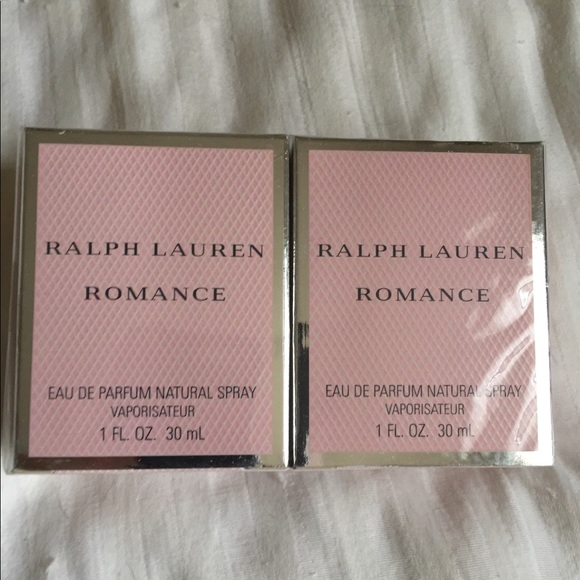 RALPH LAUREN
ROMANCE
EAU DE PARFUM NATURAL SPRAY
VAPORISATEUR
1 FL. OZ. 30 mL
RALPH LAUREN
ROMANCE
EAU DE PARFUM NATURAL SPRAY
VAPORISATEUR
1 FL. OZ. 30 mL